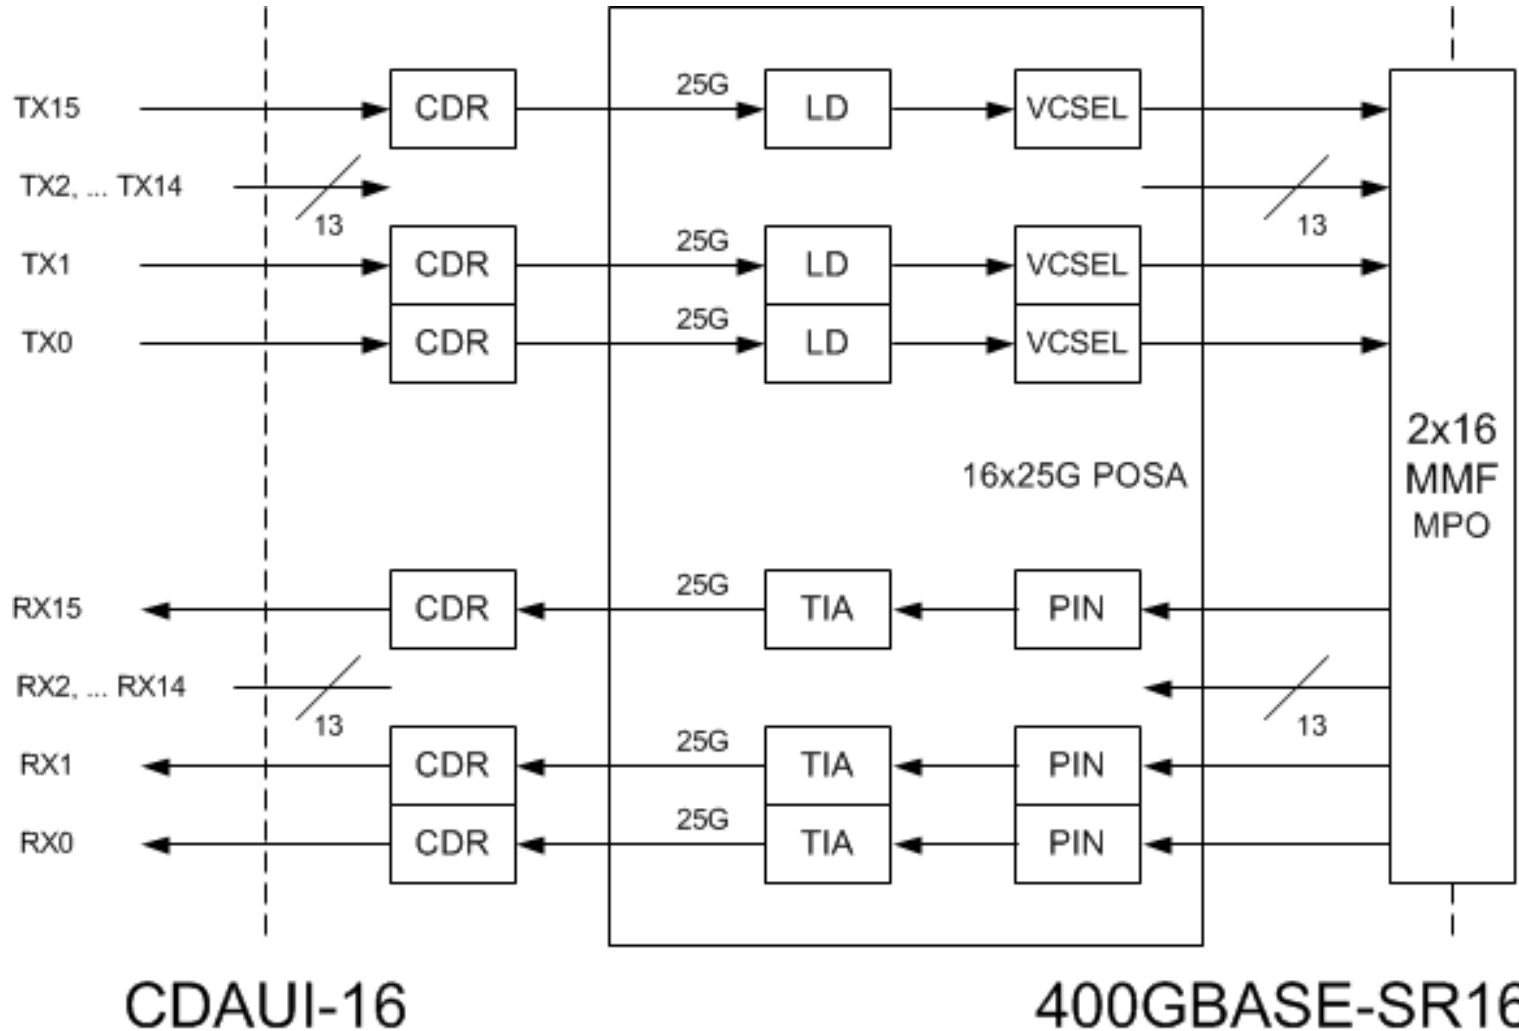 TX15 CDR 25G LD VCSEL
TX2, ... TX14 13 13
TX1 CDR 25G LD VCSEL
TX0 CDR 25G LD VCSEL
2x16
MMF
MPO
16x25G POSA
RX15 CDR 25G TIA PIN
RX2, ... RX14 13 13
RX1 CDR 25G TIA PIN
RX0 CDR 25G TIA PIN
CDAUI-16 400GBASE-SR16